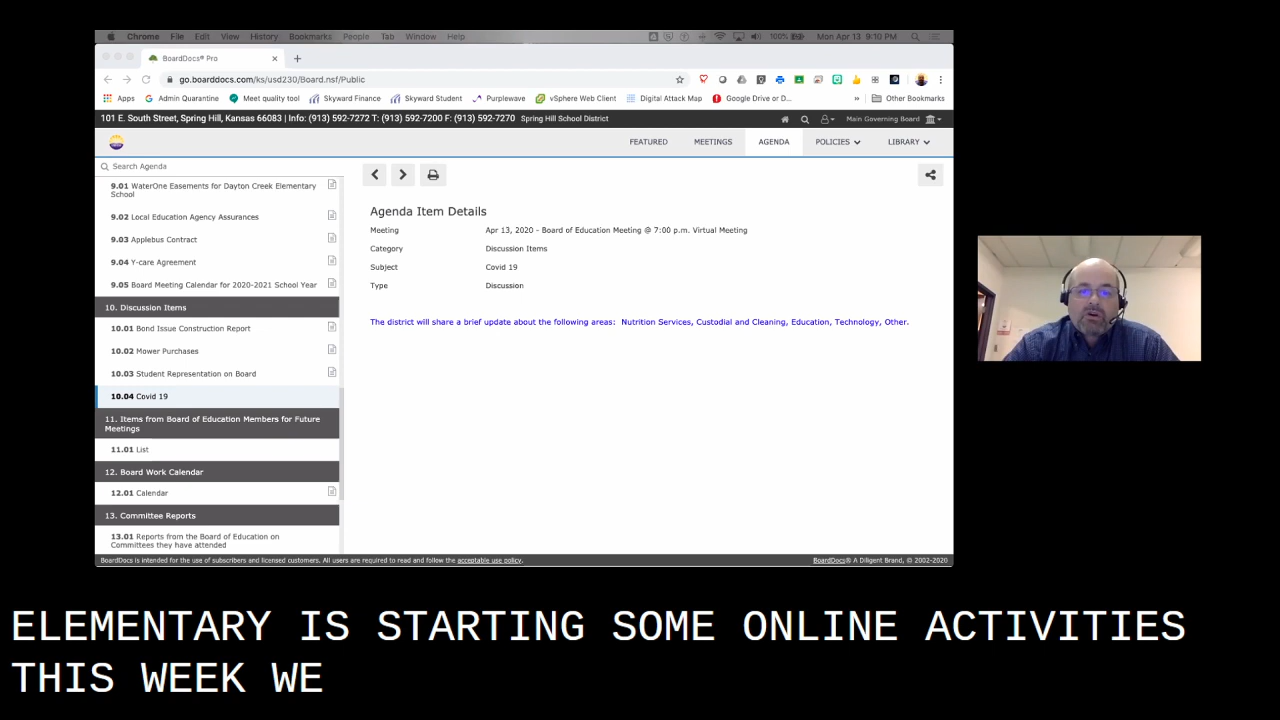 Chrome File Edit View History Bookmarks People Tab Window Help 100% Mon Apr 13 9:10 PM
BoardDocs® Pro
go.boarddocs.com/ks/usd230/Board.nsf/Public
Apps Admin Quarantine Meet quality tool Skyward Finance Skyward Student Purplewave vSphere Web Client Digital Attack Map Google Drive or D... » Other Bookmarks
101 E. South Street, Spring Hill, Kansas 66083 | Info: (913) 592-7272 T: (913) 592-7200 F: (913) 592-7270 Spring Hill School District Main Governing Board
FEATURED MEETINGS AGENDA POLICIES LIBRARY
Search Agenda
9.01 WaterOne Easements for Dayton Creek Elementary
School
9.02 Local Education Agency Assurances
9.03 Applebus Contract
9.04 Y-care Agreement
9.05 Board Meeting Calendar for 2020-2021 School Year
10. Discussion Items
10.01 Bond Issue Construction Report
10.02 Mower Purchases
10.03 Student Representation on Board
10.04 Covid 19
11. Items from Board of Education Members for Future
Meetings
11.01 List
12. Board Work Calendar
12.01 Calendar
13. Committee Reports
13.01 Reports from the Board of Education on
Committees they have attended
Agenda Item Details
Meeting Apr 13, 2020 - Board of Education Meeting @ 7:00 p.m. Virtual Meeting
Category Discussion Items
Subject Covid 19
Type Discussion
The district will share a brief update about the following areas: Nutrition Services, Custodial and Cleaning, Education, Technology, Other.
BoardDocs is intended for the use of subscribers and licensed customers. All users are required to read and follow the acceptable use policy. BoardDocs® A Diligent Brand, © 2002-2020
ELEMENTARY IS STARTING SOME ONLINE ACTIVITIES
THIS WEEK WE